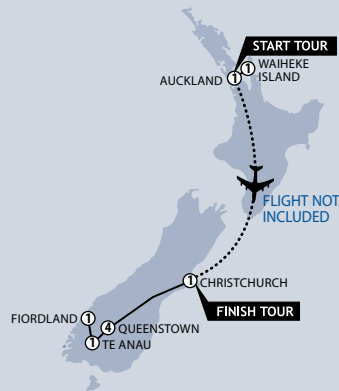 START TOUR
1
1
WAIHEKE
ISLAND
AUCKLAND
FLIGHT NOT
INCLUDED
1
CHRISTCHURCH
FINISH TOUR
FIORDLAND
1
4
QUEENSTOWN
1
TE ANAU